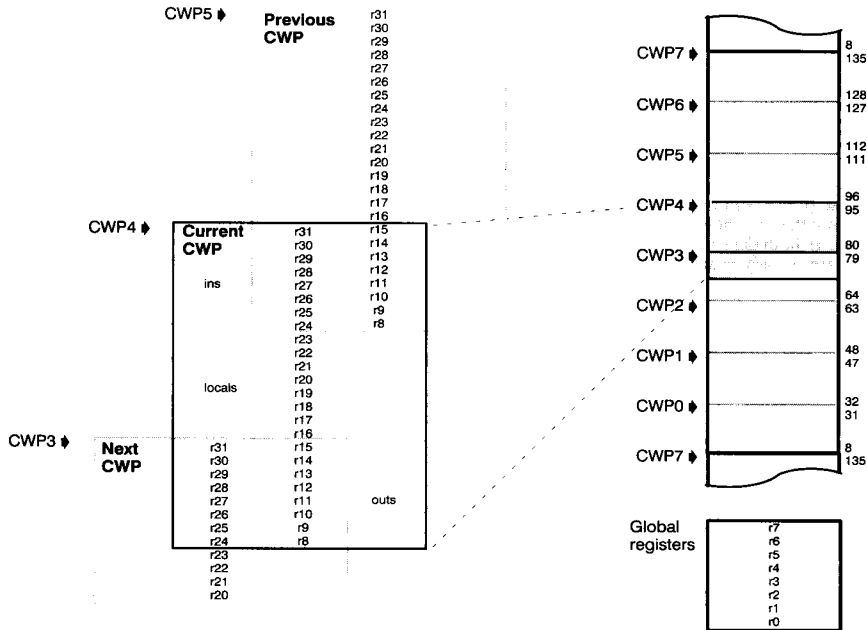 CWP5
Previous
CWP
r31
r30
r29
r28
r27
r26
r25
r24
r23
r22
r21
r20
r19
r18
r17
r16
r15
r14
r13
r12
r11
r10
r9
r8
CWP4
Current
CWP
ins
locals
outs
r31
r30
r29
r28
r27
r26
r25
r24
r23
r22
r21
r20
r19
r18
r17
r16
r15
r14
r13
r12
r11
r10
r9
r8
CWP3
Next
CWP
r31
r30
r29
r28
r27
r26
r25
r24
r23
r22
r21
r20
CWP7
8
135
CWP6
128
127
CWP5
112
111
CWP4
96
95
CWP3
80
79
CWP2
64
63
CWP1
48
47
CWP0
32
31
CWP7
8
135
Global
registers
r7
r6
r5
r4
r3
r2
r1
r0